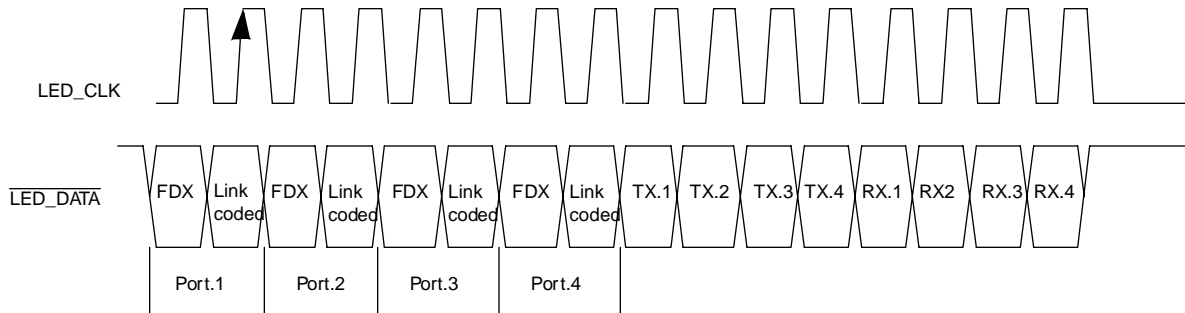 LED_CLK
LED_DATA
FDX Link coded FDX Link coded FDX Link coded FDX Link coded TX.1 TX.2 TX.3 TX.4 RX.1 RX2 RX.3 RX.4
Port.1 Port.2 Port.3 Port.4